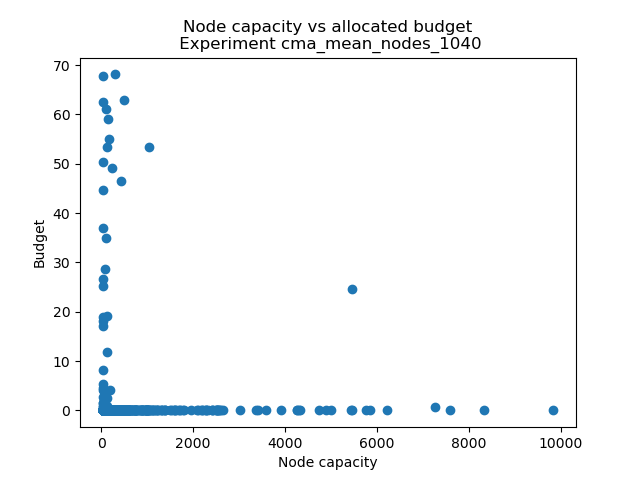 Node capacity vs allocated budget
Experiment cma_mean_nodes_1040
70
60
50
40
30
20
10
0
Budget
0 2000 4000 6000 8000 10000
Node capacity